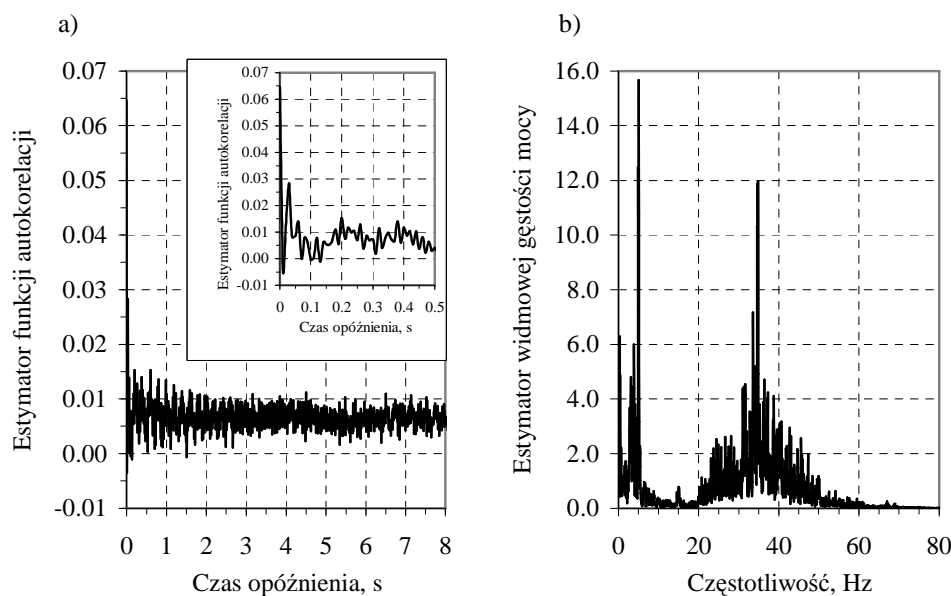 a)
Estymator funkcji autokorelacji
0.07
0.06
0.05
0.04
0.03
0.02
0.01
0.00
-0.01
0 1 2 3 4 5 6 7 8
Czas opóźnienia, s
Estymator funkcji autokorelacji
0.07
0.06
0.05
0.04
0.03
0.02
0.01
0.00
-0.01
0 0.1 0.2 0.3 0.4 0.5
Czas opóźnienia, s
b)
Estymator widmowej gęstości mocy
16.0
14.0
12.0
10.0
8.0
6.0
4.0
2.0
0.0
0 20 40 60 80
Częstotliwość, Hz